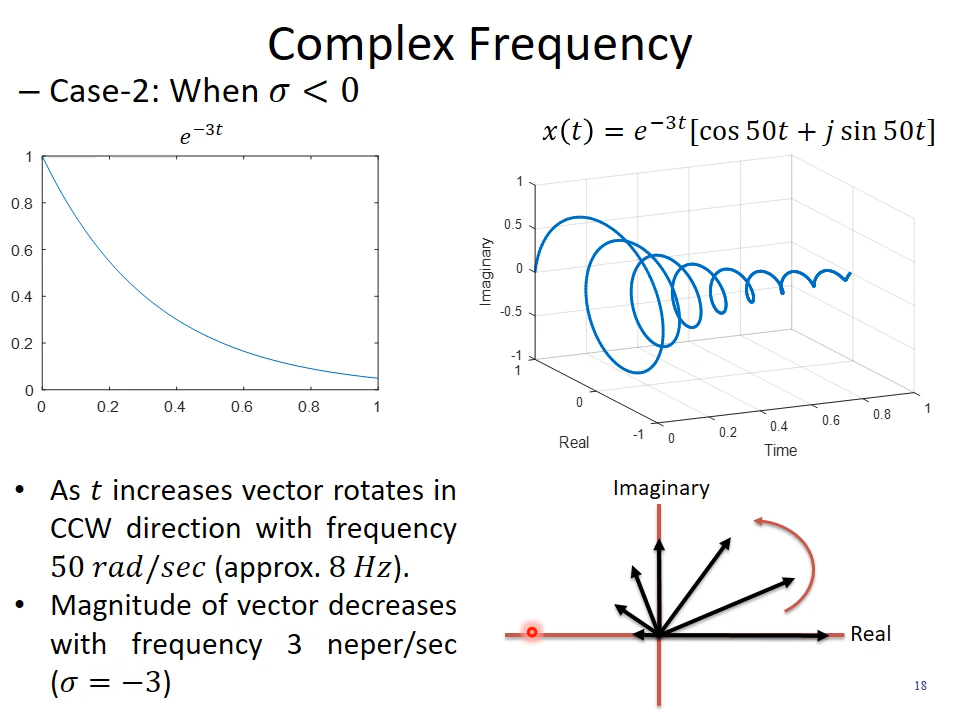 Complex Frequency
– Case-2: When 𝜎 < 0
𝑒⁻³ᵗ
1
0.8
0.6
0.4
0.2
0
0
0.2
0.4
0.6
0.8
1
𝑥(𝑡) = 𝑒⁻³ᵗ[cos 50𝑡 + 𝑗 sin 50𝑡]
1
0.5
0
-0.5
-1
Imaginary
1
0
-1
Real
0
0.2
0.4
0.6
0.8
1
Time
• As 𝑡 increases vector rotates in
CCW direction with frequency
50 𝑟𝑎𝑑/𝑠𝑒𝑐 (approx. 8 𝐻𝑧).
• Magnitude of vector decreases
with frequency 3 neper/sec
(𝜎 = −3)
Imaginary
Real
18